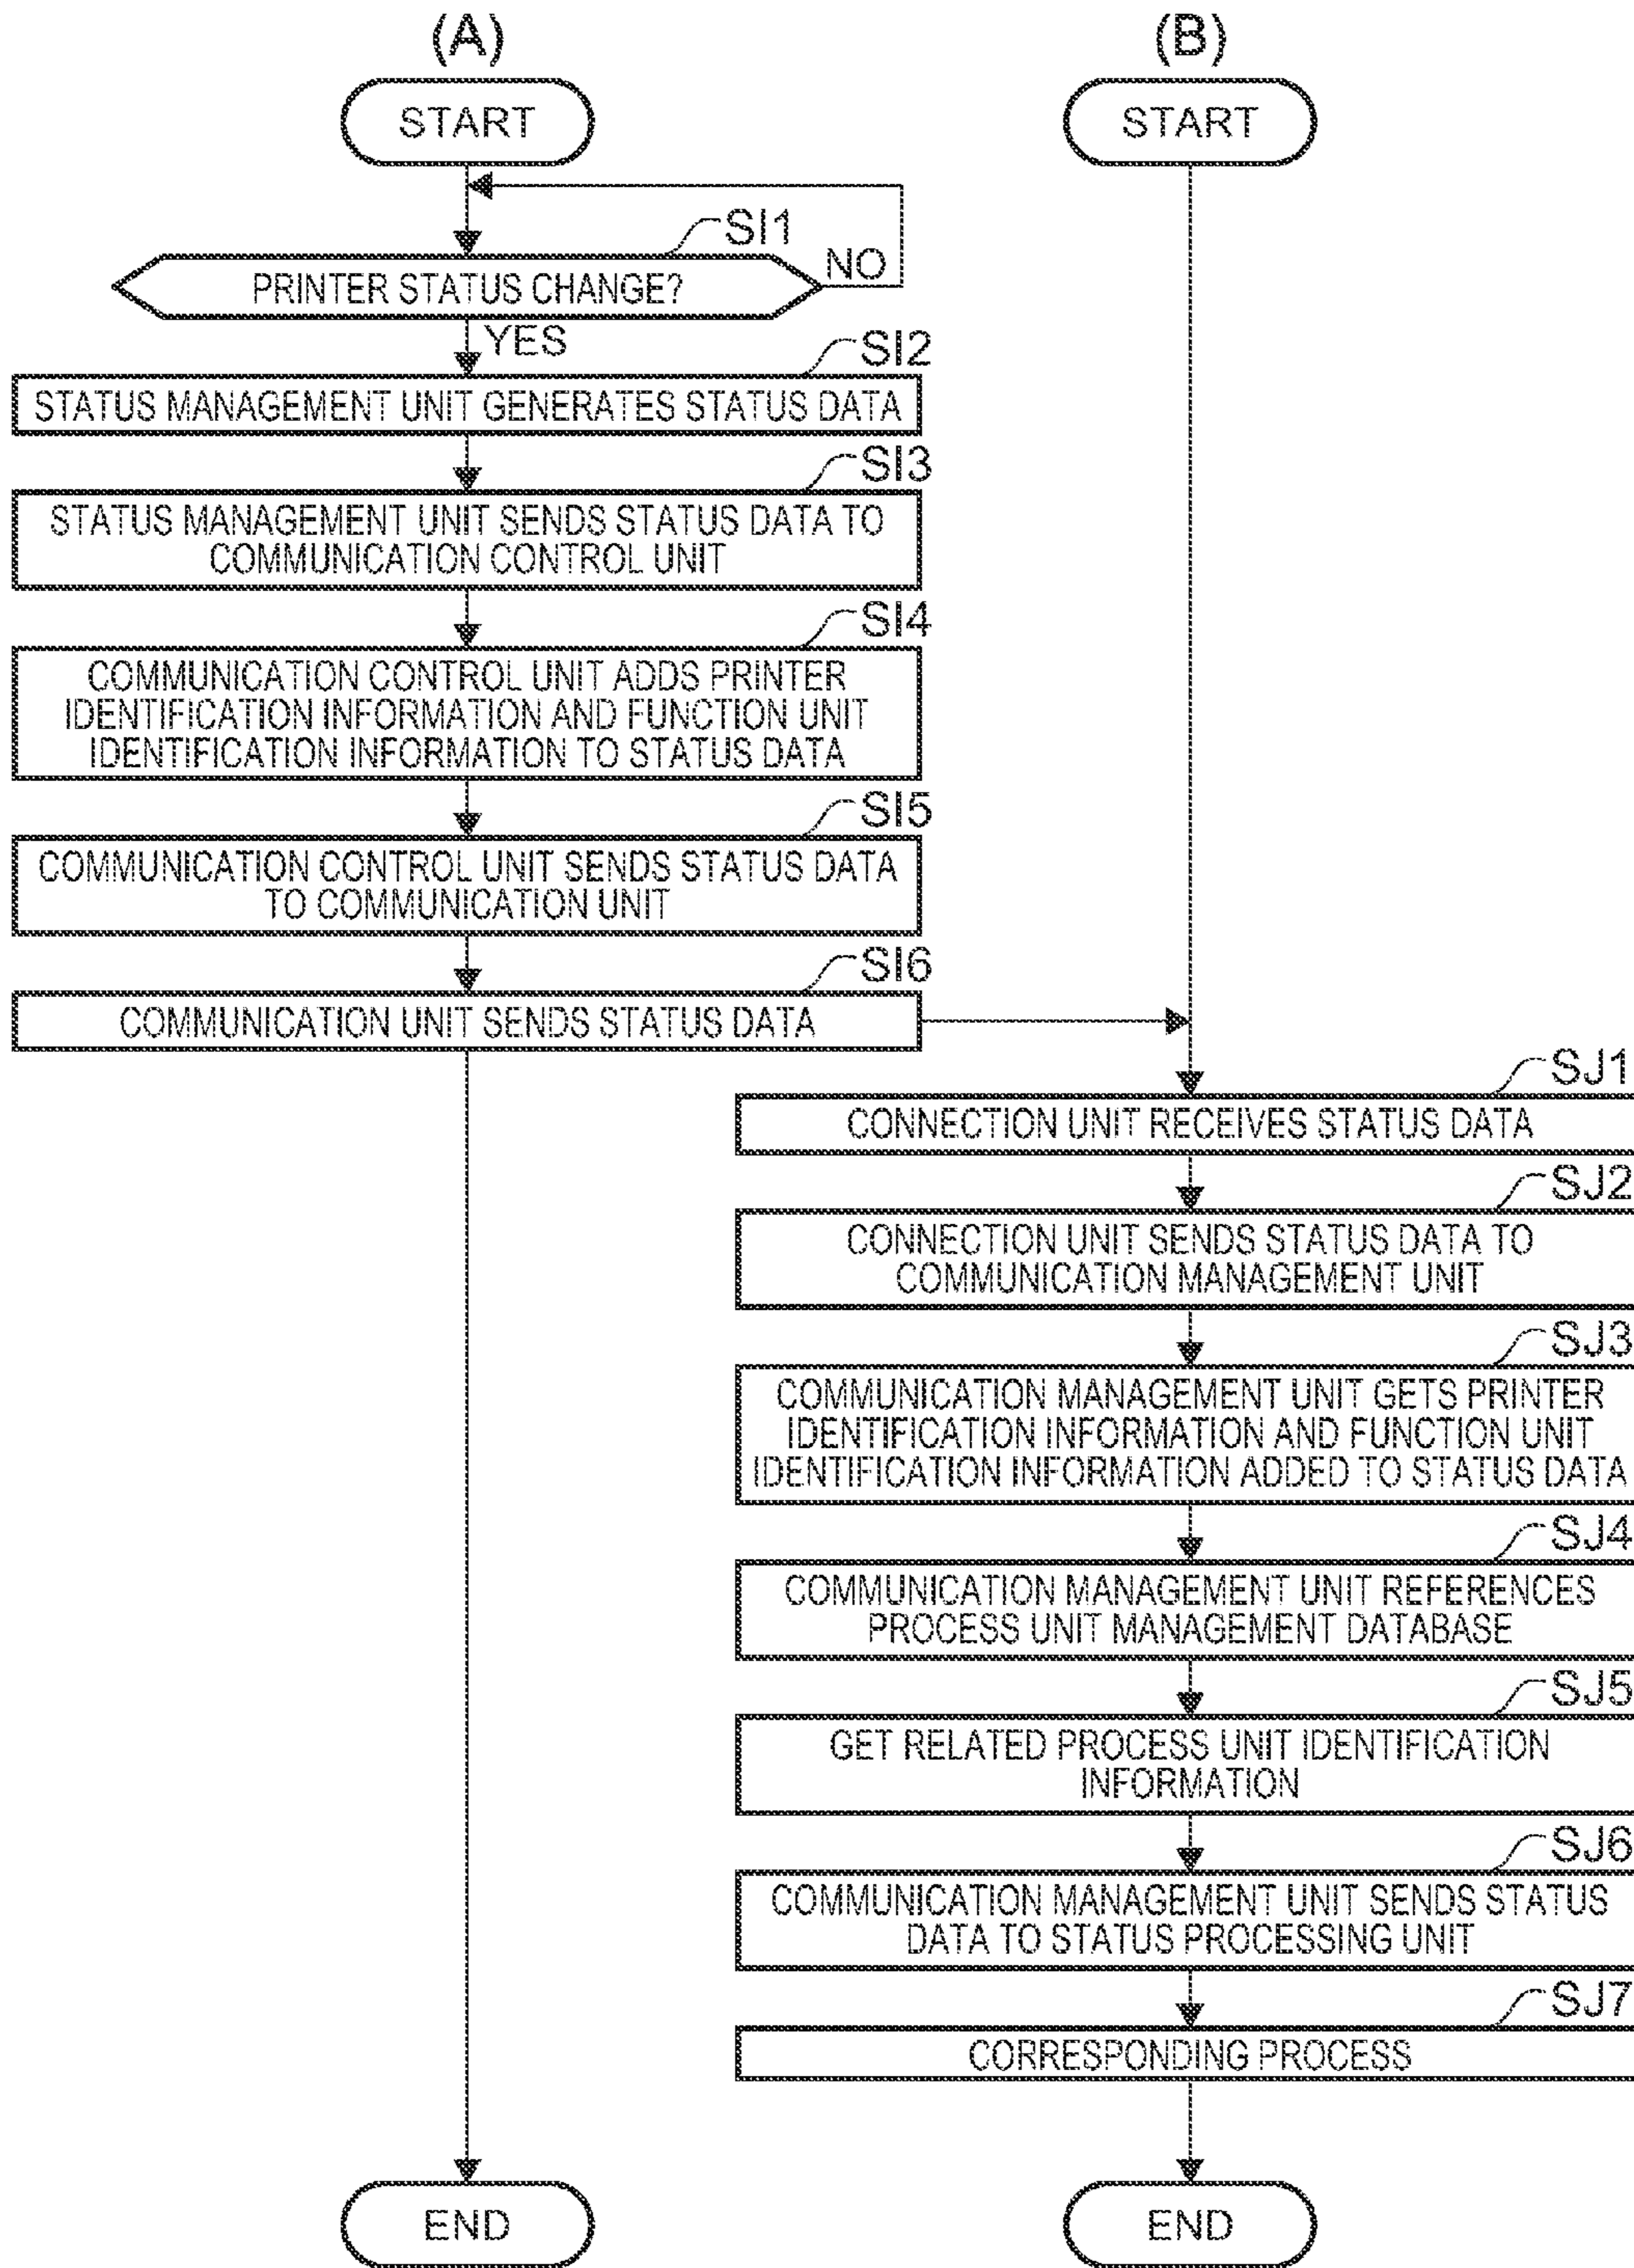 (A)
START
SI1
PRINTER STATUS CHANGE?
NO
YES
SI2
STATUS MANAGEMENT UNIT GENERATES STATUS DATA
SI3
STATUS MANAGEMENT UNIT SENDS STATUS DATA TO
COMMUNICATION CONTROL UNIT
SI4
COMMUNICATION CONTROL UNIT ADDS PRINTER
IDENTIFICATION INFORMATION AND FUNCTION UNIT
IDENTIFICATION INFORMATION TO STATUS DATA
SI5
COMMUNICATION CONTROL UNIT SENDS STATUS DATA
TO COMMUNICATION UNIT
SI6
COMMUNICATION UNIT SENDS STATUS DATA
END
(B)
START
SJ1
CONNECTION UNIT RECEIVES STATUS DATA
SJ2
CONNECTION UNIT SENDS STATUS DATA TO
COMMUNICATION MANAGEMENT UNIT
SJ3
COMMUNICATION MANAGEMENT UNIT GETS PRINTER
IDENTIFICATION INFORMATION AND FUNCTION UNIT
IDENTIFICATION INFORMATION ADDED TO STATUS DATA
SJ4
COMMUNICATION MANAGEMENT UNIT REFERENCES
PROCESS UNIT MANAGEMENT DATABASE
SJ5
GET RELATED PROCESS UNIT IDENTIFICATION
INFORMATION
SJ6
COMMUNICATION MANAGEMENT UNIT SENDS STATUS
DATA TO STATUS PROCESSING UNIT
SJ7
CORRESPONDING PROCESS
END